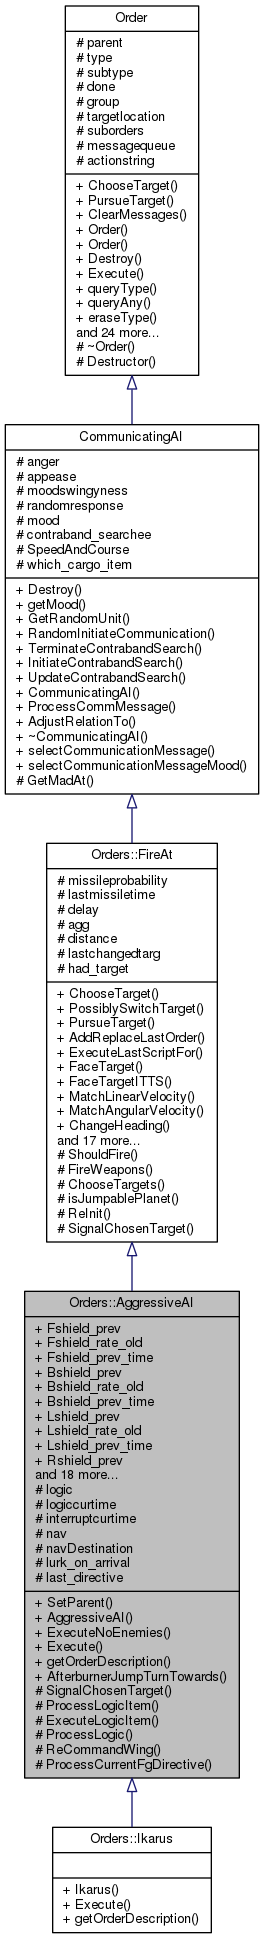 Order
# parent
# type
# subtype
# done
# group
# targetlocation
# suborders
# messagequeue
# actionstring
+ ChooseTarget()
+ PursueTarget()
+ ClearMessages()
+ Order()
+ Order()
+ Destroy()
+ Execute()
+ queryType()
+ queryAny()
+ eraseType()
and 24 more...
# ~Order()
# Destructor()
CommunicatingAI
# anger
# appease
# moodswingyness
# randomresponse
# mood
# contraband_searchee
# SpeedAndCourse
# which_cargo_item
+ Destroy()
+ getMood()
+ GetRandomUnit()
+ RandomInitiateCommunication()
+ TerminateContrabandSearch()
+ InitiateContrabandSearch()
+ UpdateContrabandSearch()
+ CommunicatingAI()
+ ProcessCommMessage()
+ AdjustRelationTo()
+ ~CommunicatingAI()
+ selectCommunicationMessage()
+ selectCommunicationMessageMood()
# GetMadAt()
Orders::FireAt
# missileprobability
# lastmissiletime
# delay
# agg
# distance
# lastchangedtarg
# had_target
+ ChooseTarget()
+ PossiblySwitchTarget()
+ PursueTarget()
+ AddReplaceLastOrder()
+ ExecuteLastScriptFor()
+ FaceTarget()
+ FaceTargetITTS()
+ MatchLinearVelocity()
+ MatchAngularVelocity()
+ ChangeHeading()
and 17 more...
# ShouldFire()
# FireWeapons()
# ChooseTargets()
# isJumpablePlanet()
# ReInit()
# SignalChosenTarget()
Orders::AggressiveAI
+ Fshield_prev
+ Fshield_rate_old
+ Fshield_prev_time
+ Bshield_prev
+ Bshield_rate_old
+ Bshield_prev_time
+ Lshield_prev
+ Lshield_rate_old
+ Lshield_prev_time
+ Rshield_prev
and 18 more...
# logic
# logiccurtime
# interruptcurtime
# nav
# navDestination
# lurk_on_arrival
# last_directive
+ SetParent()
+ AggressiveAI()
+ ExecuteNoEnemies()
+ Execute()
+ getOrderDescription()
+ AfterburnerJumpTurnTowards()
# SignalChosenTarget()
# ProcessLogicItem()
# ExecuteLogicItem()
# ProcessLogic()
# ReCommandWing()
# ProcessCurrentFgDirective()
Orders::Ikarus
+ Ikarus()
+ Execute()
+ getOrderDescription()